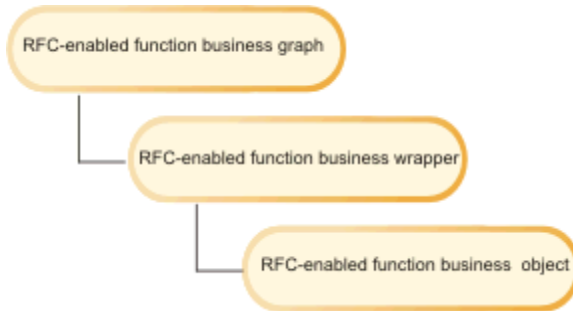 RFC-enabled function business graph
RFC-enabled function business wrapper
RFC-enabled function business object